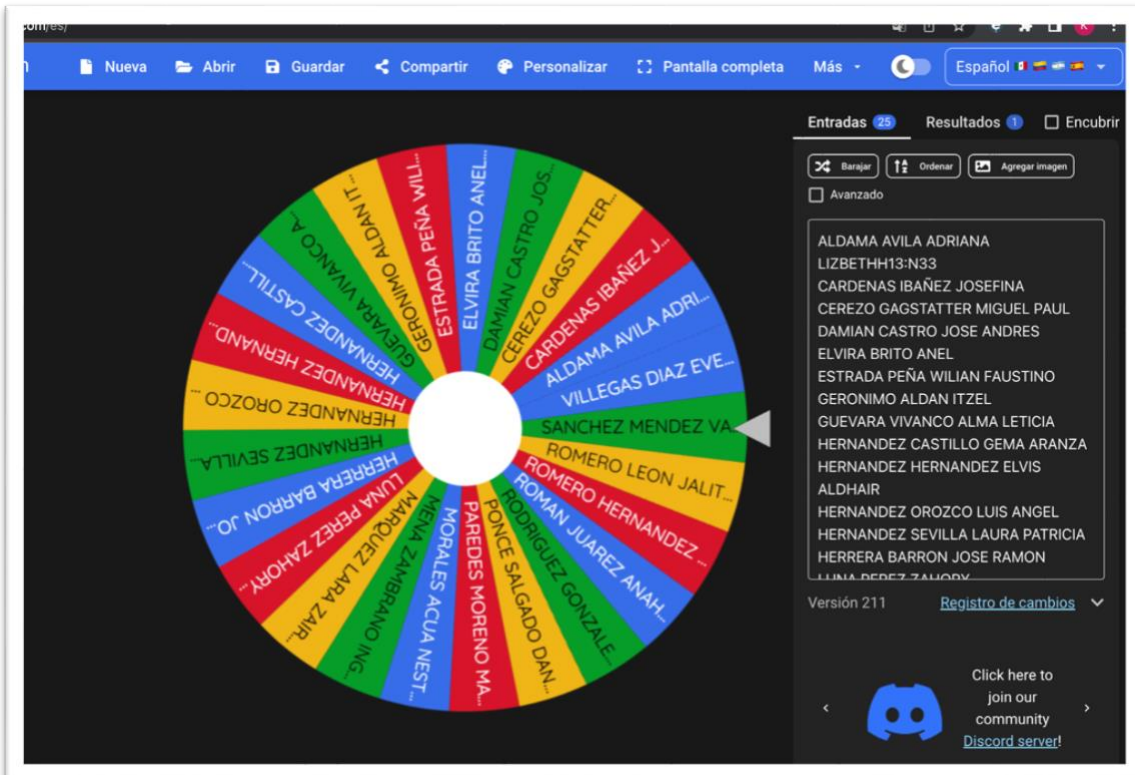 com/es/
Nueva Abrir Guardar Compartir Personalizar Pantalla completa Más Español
Entradas 25 Resultados 1 Encubrir
Barajar Ordenar Agregar imagen
Avanzado
ALDAMA AVILA ADRIANA
LIZBETHH13:N33
CARDENAS IBAÑEZ JOSEFINA
CEREZO GAGSTATTER MIGUEL PAUL
DAMIAN CASTRO JOSE ANDRES
ELVIRA BRITO ANEL
ESTRADA PEÑA WILIAN FAUSTINO
GERONIMO ALDAN ITZEL
GUEVARA VIVANCO ALMA LETICIA
HERNANDEZ CASTILLO GEMA ARANZA
HERNANDEZ HERNANDEZ ELVIS
ALDHAIR
HERNANDEZ OROZCO LUIS ANGEL
HERNANDEZ SEVILLA LAURA PATRICIA
HERRERA BARRON JOSE RAMON
LUNA PEREZ ZAHORY
Versión 211 Registro de cambios
Click here to
join our
community
Discord server!
ELVIRA BRITO ANEL...
DAMIAN CASTRO JOS...
CEREZO GAGSTATTER...
CARDENAS IBAÑEZ J...
ALDAMA AVILA ADRI...
VILLEGAS DIAZ EVE...
SANCHEZ MENDEZ VA...
ROMERO LEON JALIT...
ROMERO HERNANDEZ ...
ROMAN JUAREZ ANAH...
RODRIGUEZ GONZALE...
PONCE SALGADO DAN...
PAREDES MORENO MA...
MORALES ACUA NEST...
MENA ZAMBRANO ING...
MARQUEZ LARA ZAIR...
LUNA PEREZ ZAHORY...
HERRERA BARRON JO...
HERNANDEZ SEVILLA...
HERNANDEZ OROZCO ...
HERNANDEZ HERNAND...
HERNANDEZ CASTILL...
GUEVARA VIVANCO A...
GERONIMO ALDAN IT...
ESTRADA PEÑA WILI...